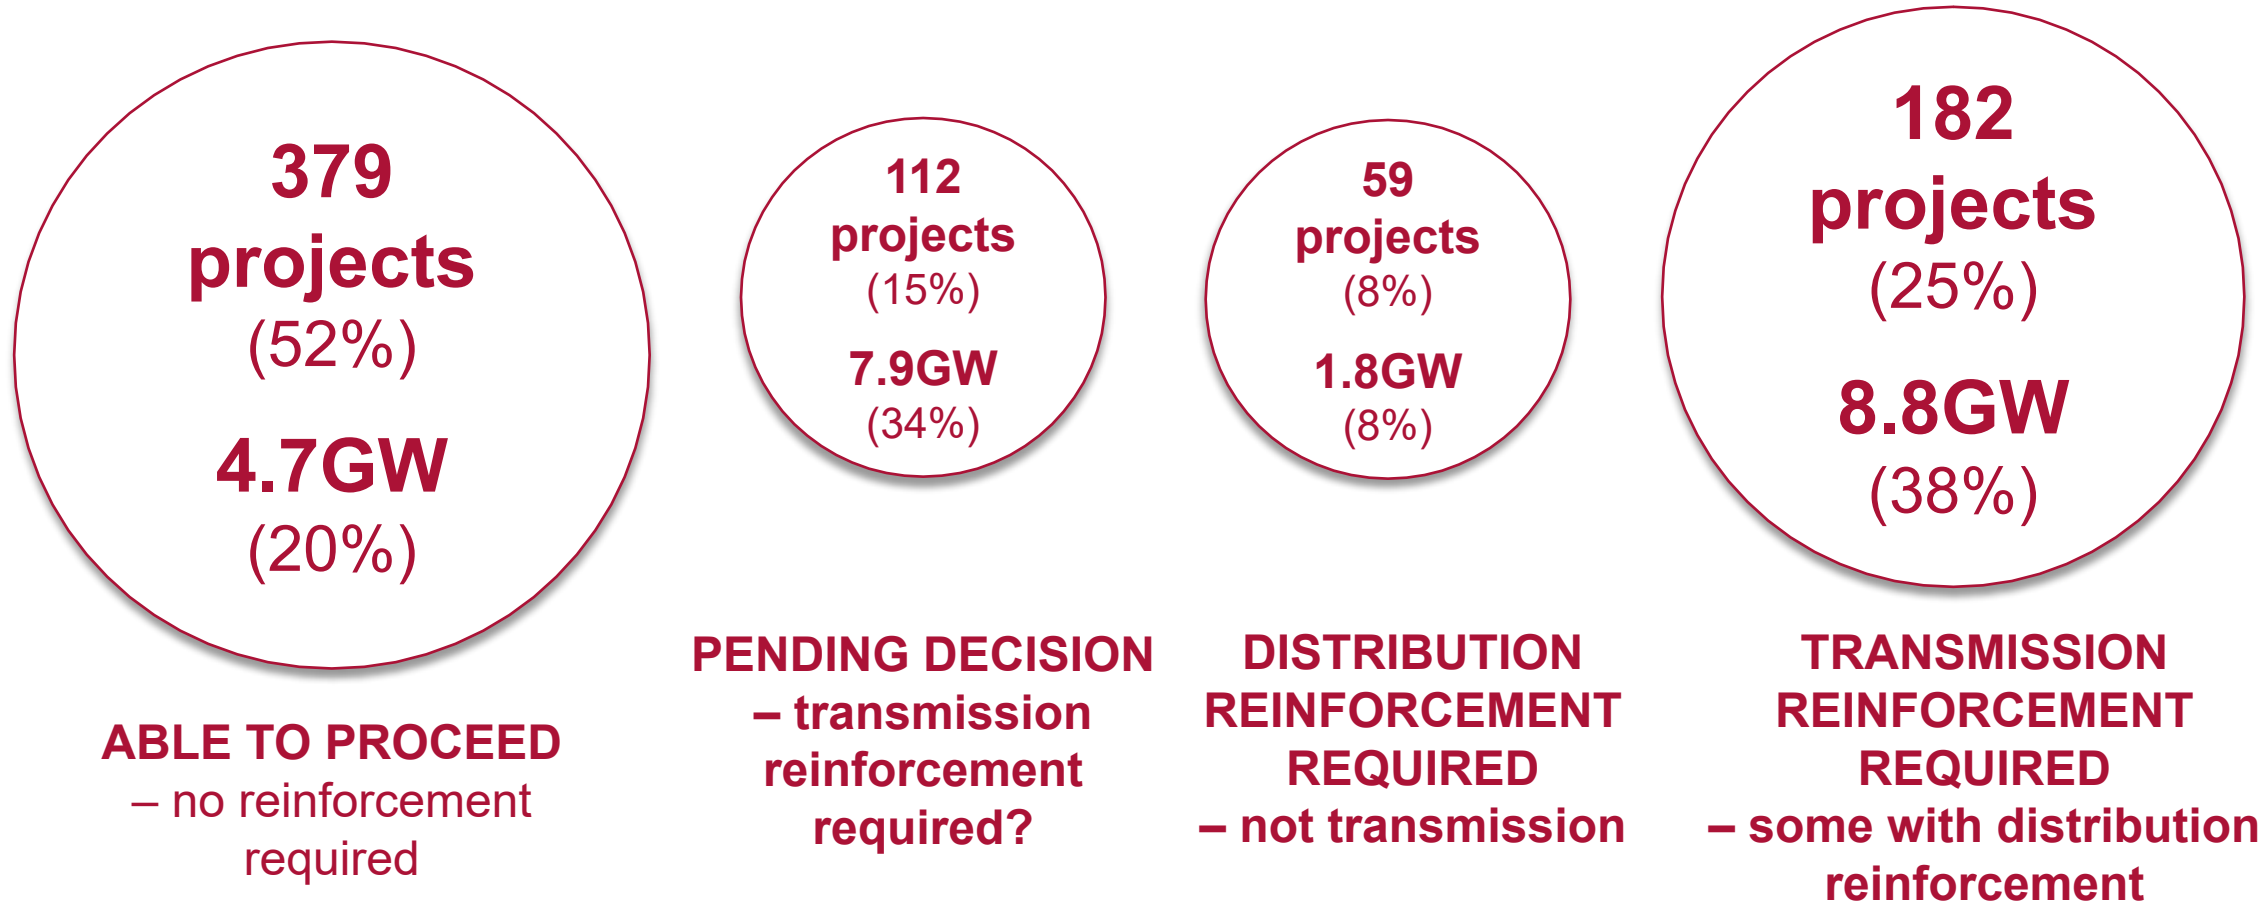 379
projects
(52%)
4.7GW
(20%)
ABLE TO PROCEED
– no reinforcement
required
112
projects
(15%)
7.9GW
(34%)
PENDING DECISION
– transmission
reinforcement
required?
59
projects
(8%)
1.8GW
(8%)
DISTRIBUTION
REINFORCEMENT
REQUIRED
– not transmission
182
projects
(25%)
8.8GW
(38%)
TRANSMISSION
REINFORCEMENT
REQUIRED
– some with distribution
reinforcement